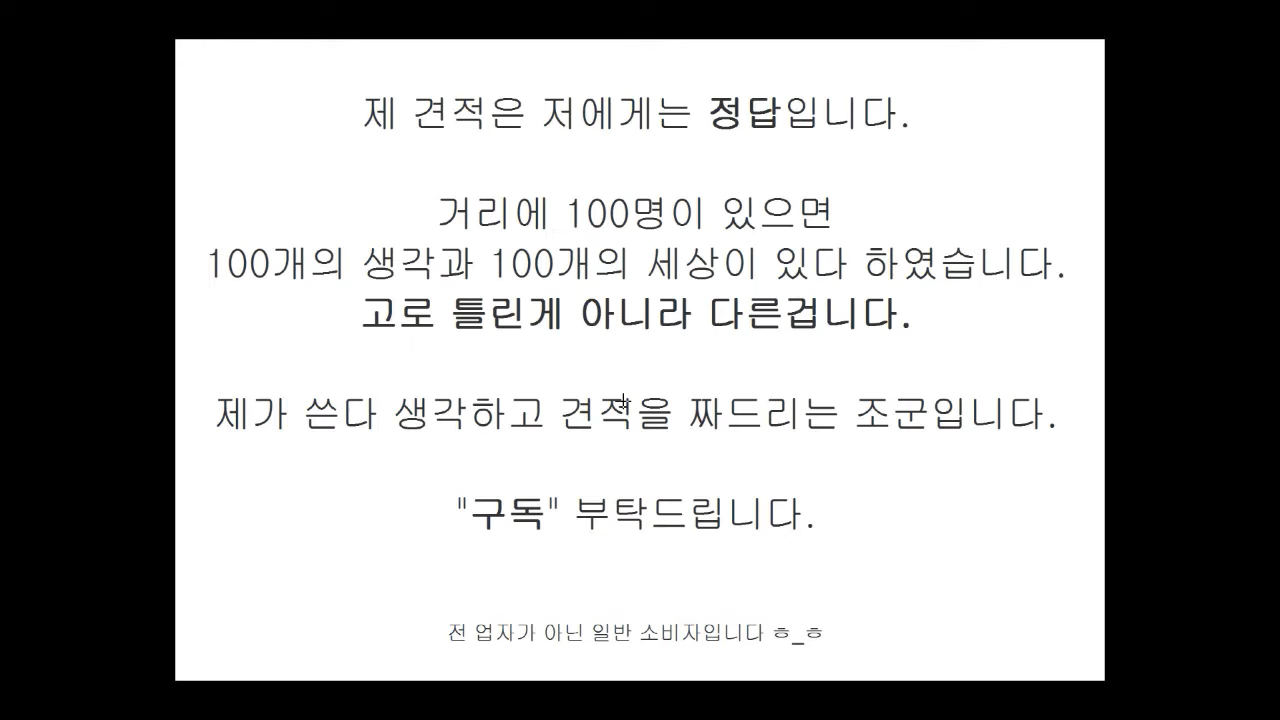 제 견적은 저에게는 정답입니다.
거리에 100명이 있으면
100개의 생각과 100개의 세상이 있다 하였습니다.
고로 틀린게 아니라 다른겁니다.
제가 쓴다 생각하고 견적을 짜드리는 조군입니다.
"구독" 부탁드립니다.
전 업자가 아닌 일반 소비자입니다 ㅎ_ㅎ